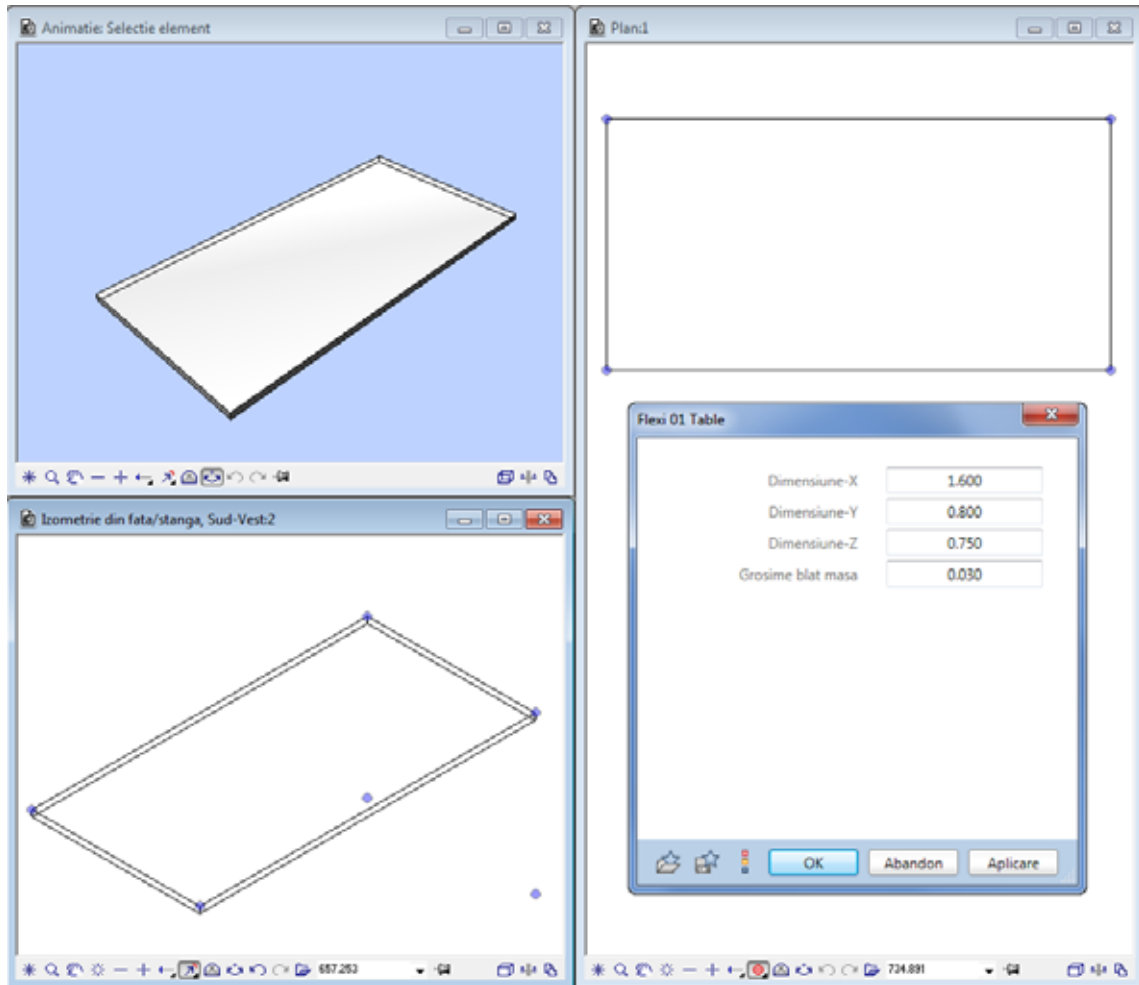 Animatie: Selectie element
Plan:1
Flexi 01 Table
Dimensiune-X 1.600
Dimensiune-Y 0.800
Dimensiune-Z 0.750
Grosime blat masa 0.030
OK Abandon Aplicare
Izometrie din fata/stanga, Sud-Vest:2
657.253
734.891